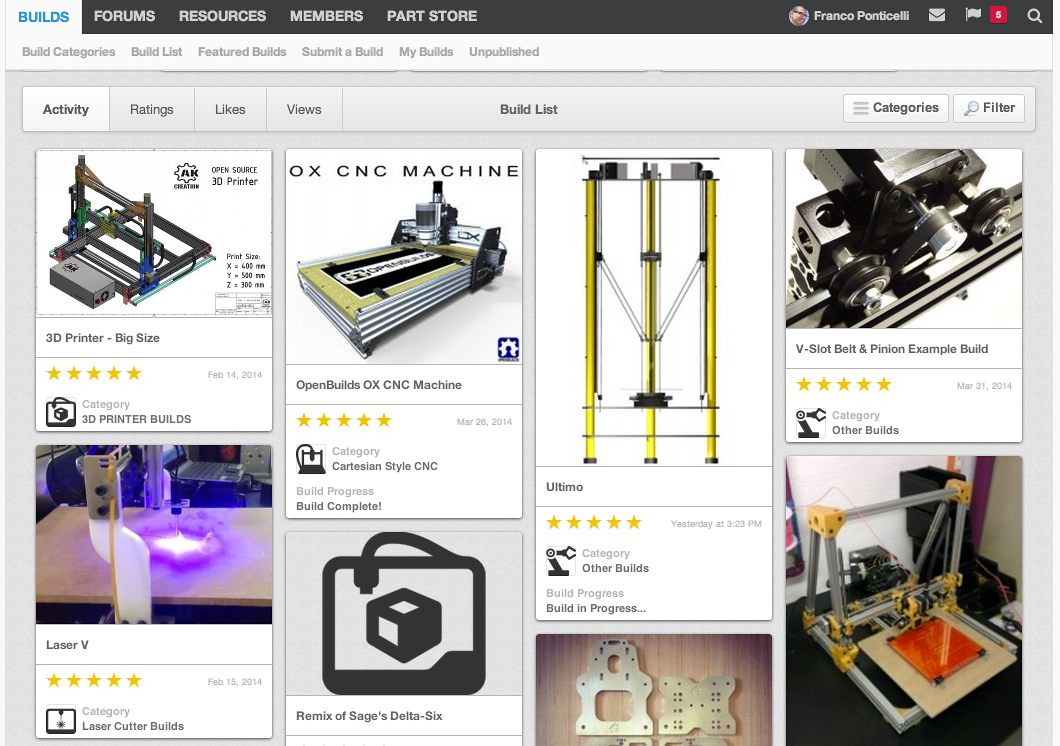 BUILDS
FORUMS
RESOURCES
MEMBERS
PART STORE
Franco Ponticelli
5
Build Categories
Build List
Featured Builds
Submit a Build
My Builds
Unpublished
Activity
Ratings
Likes
Views
Build List
Categories
Filter
AK
CREATION
OPEN SOURCE
3D Printer
Print Size:
X = 400 mm
Y = 500 mm
Z = 300 mm
3D Printer - Big Size
Feb 14, 2014
Category
3D PRINTER BUILDS
Laser V
Feb 15, 2014
Category
Laser Cutter Builds
OX CNC MACHINE
OX
OPENBUILDS
OPENBUILDS
OpenBuilds OX CNC Machine
Mar 26, 2014
Category
Cartesian Style CNC
Build Progress
Build Complete!
Remix of Sage's Delta-Six
Ultimo
Yesterday at 3:23 PM
Category
Other Builds
Build Progress
Build in Progress...
V-Slot Belt & Pinion Example Build
Mar 31, 2014
Category
Other Builds